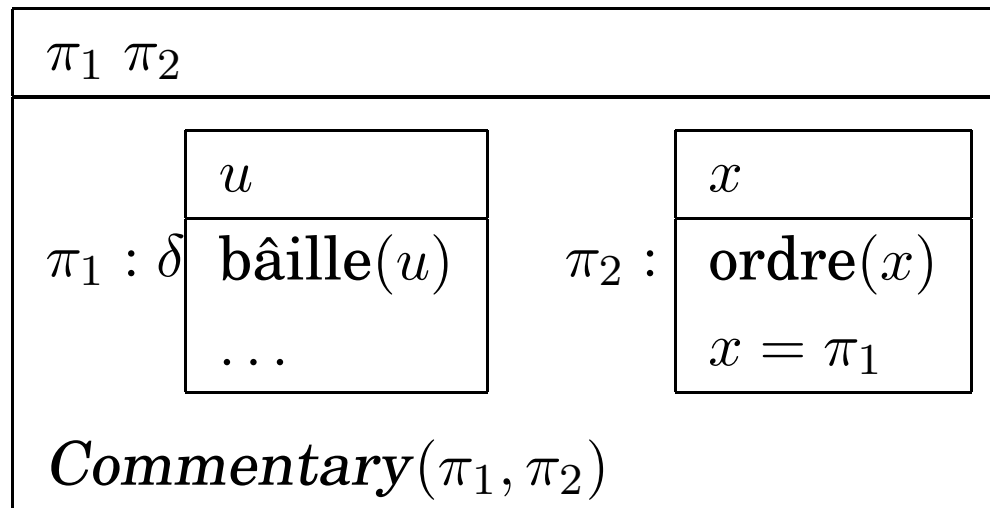 π₁ π₂
u
x
π₁ : δ
bâille(u)
π₂ :
ordre(x)
...
x = π₁
Commentary(π₁, π₂)